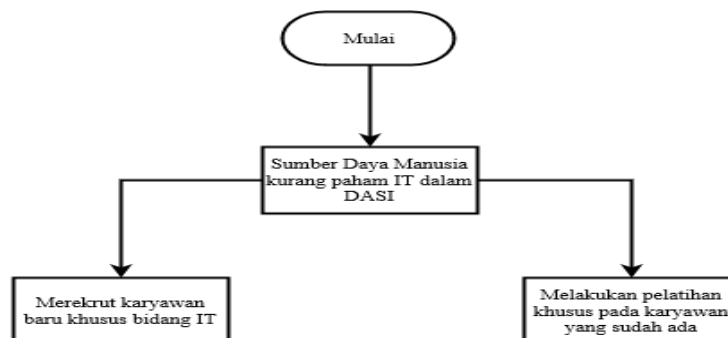 Mulai
Sumber Daya Manusia
kurang paham IT dalam
DASI
Merekrut karyawan
baru khusus bidang IT
Melakukan pelatihan
khusus pada karyawan
yang sudah ada